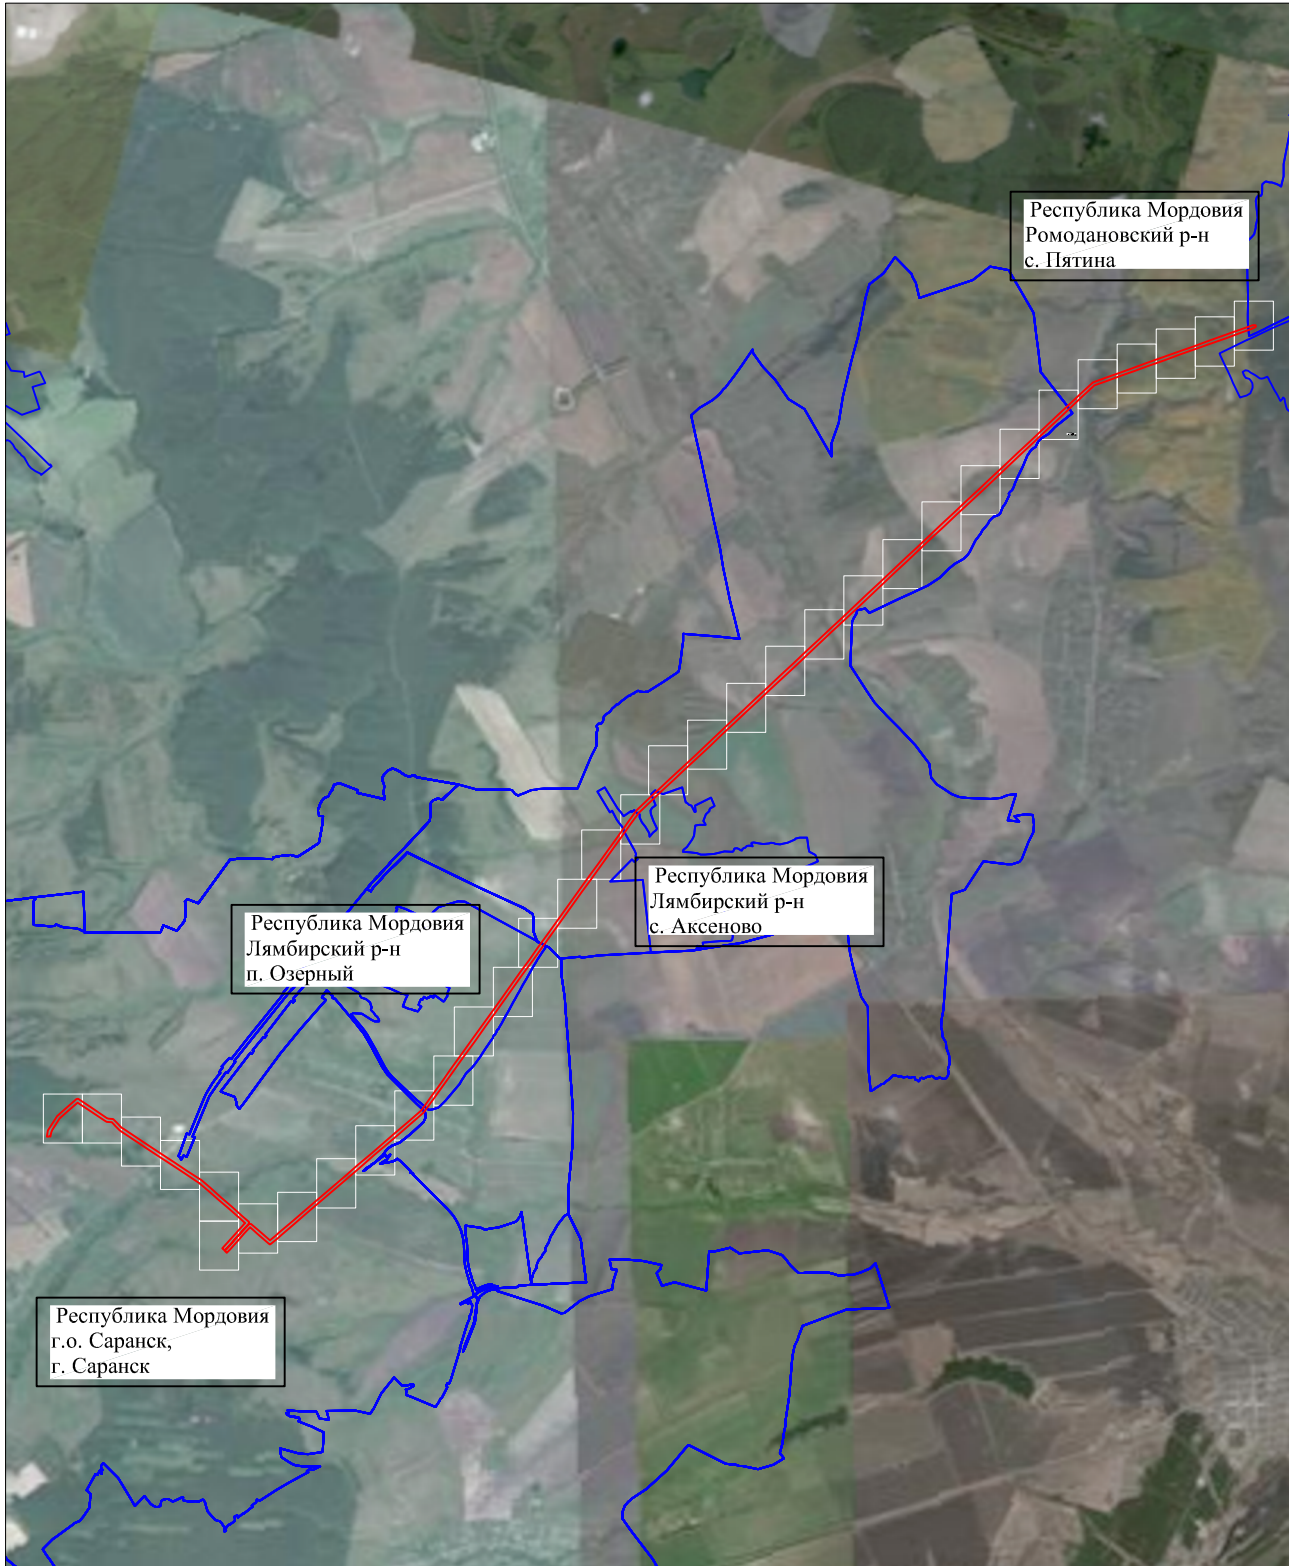 Республика Мордовия
Ромодановский р-н
с. Пятина
Республика Мордовия
Лямбирский р-н
с. Аксеново
Республика Мордовия
Лямбирский р-н
п. Озерный
Республика Мордовия
г.о. Саранск,
г. Саранск